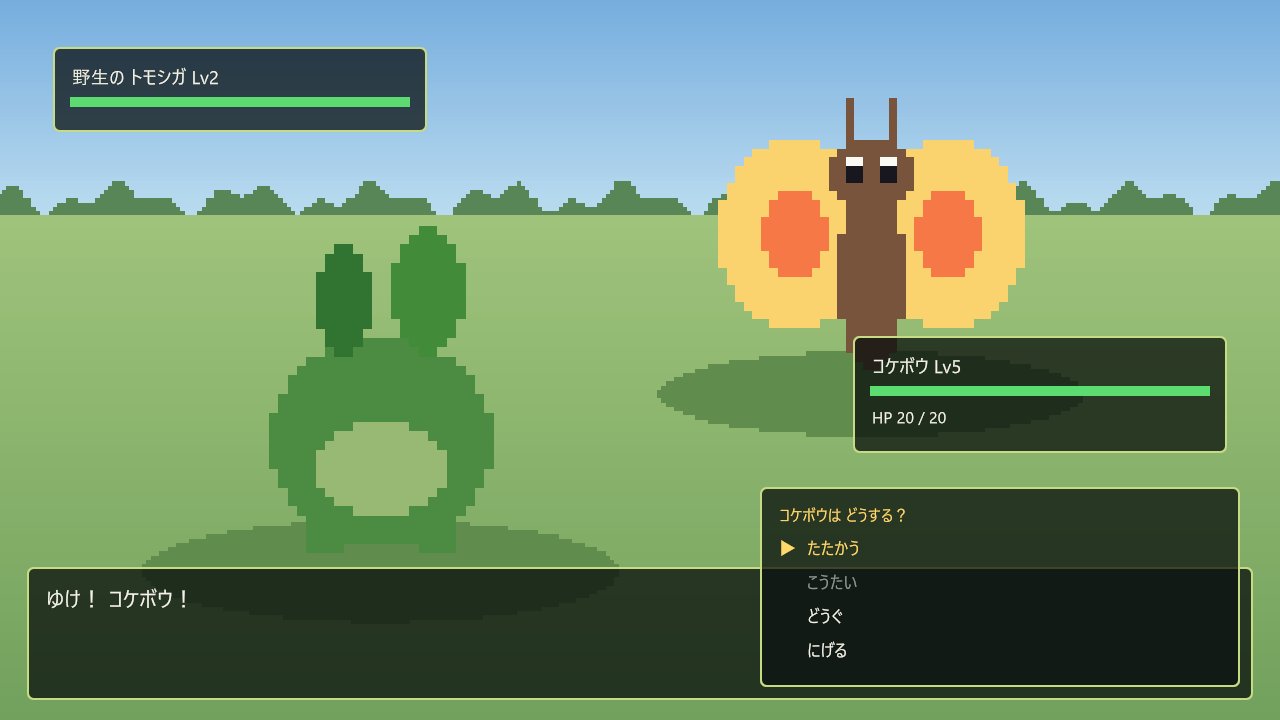 野生の トモシガ Lv2
コケボウ Lv5
HP 20 / 20
コケボウは どうする？
▶ たたかう
こうたい
どうぐ
にげる
ゆけ！ コケボウ！